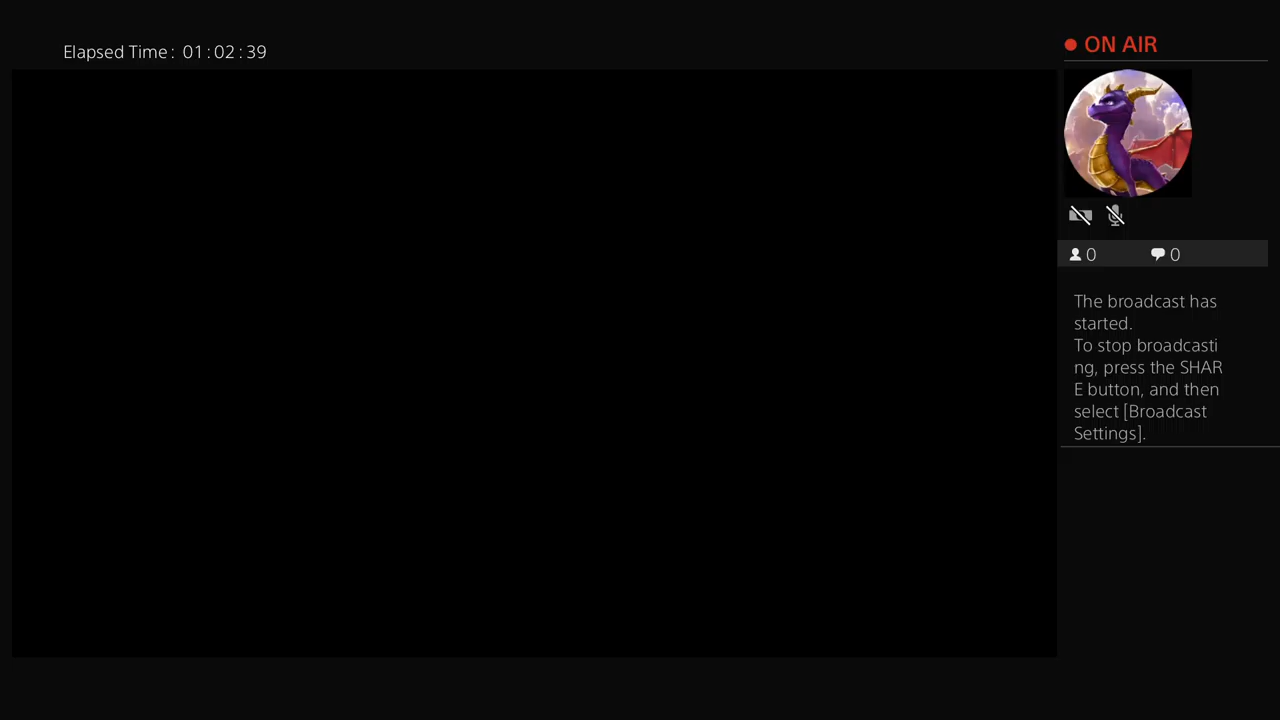 Elapsed Time: 01:02:39
ON AIR
0 0
The broadcast has
started.
To stop broadcasti
ng, press the SHAR
E button, and then
select [Broadcast
Settings].